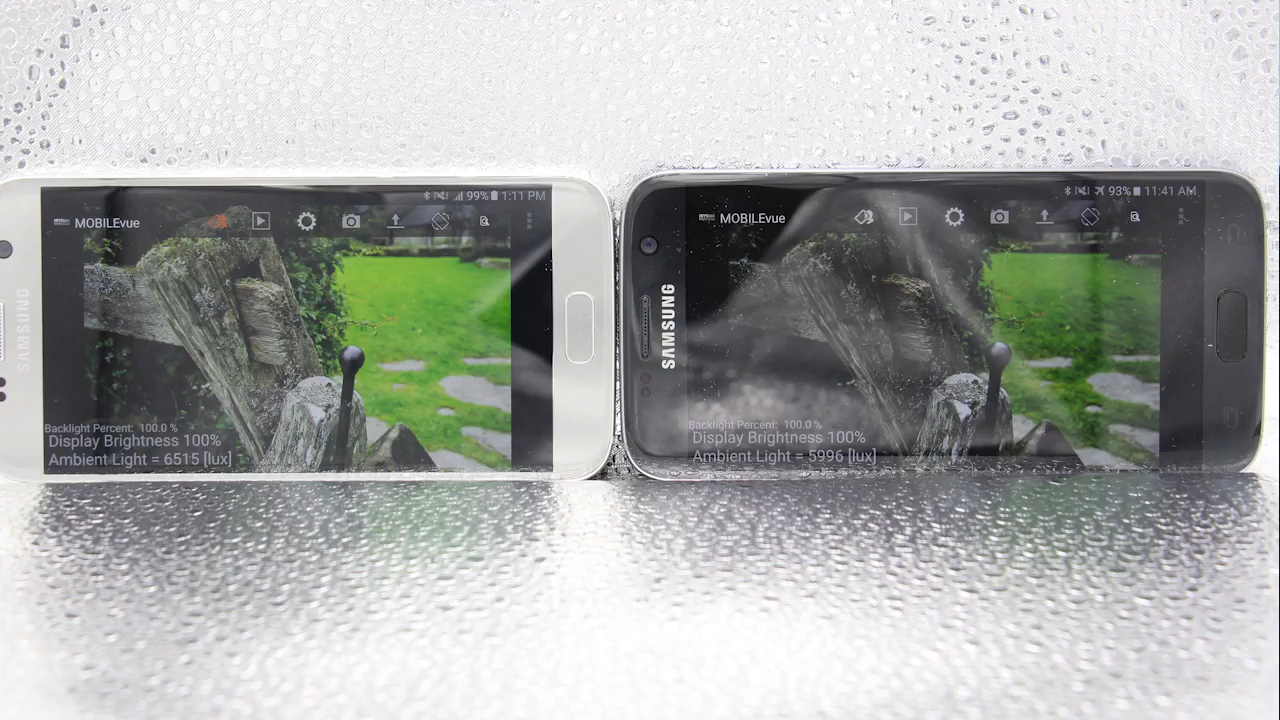 99% 1:11 PM
MOBILEvue
SAMSUNG
Backlight Percent: 100.0 %
Display Brightness 100%
Ambient Light = 6515 [lux]
93% 11:41 AM
MOBILEvue
SAMSUNG
Backlight Percent: 100.0 %
Display Brightness 100%
Ambient Light = 5996 [lux]